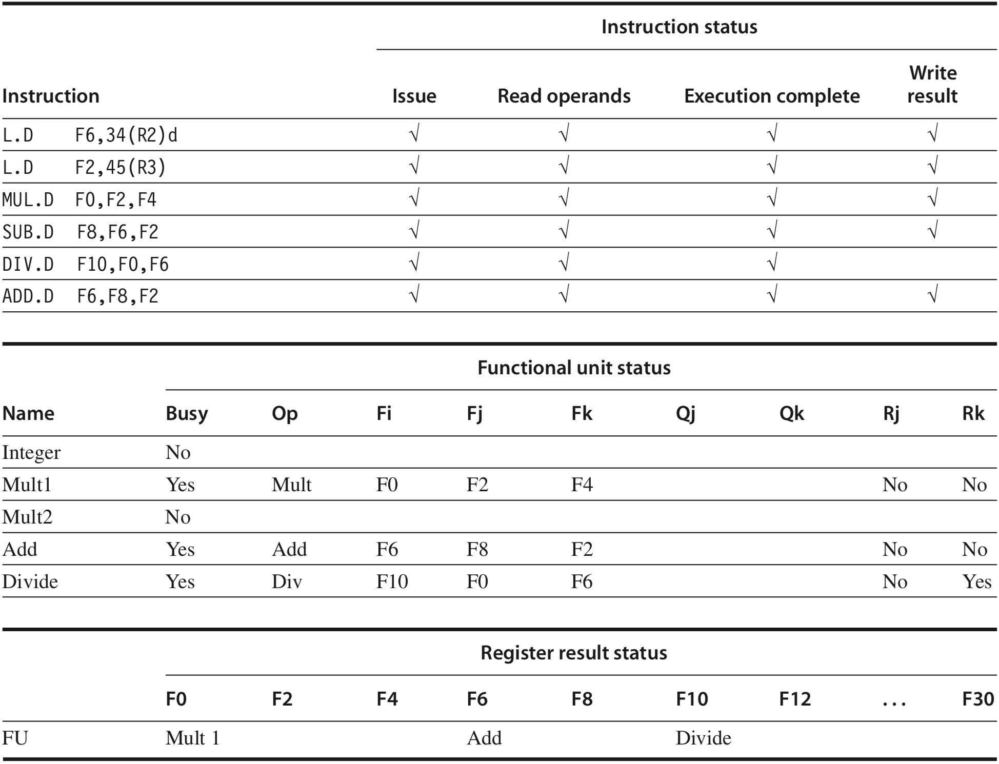 Instruction status
Instruction Issue Read operands Execution complete Write result
L.D F6,34(R2)d √ √ √ √
L.D F2,45(R3) √ √ √ √
MUL.D F0,F2,F4 √ √ √ √
SUB.D F8,F6,F2 √ √ √ √
DIV.D F10,F0,F6 √ √ √
ADD.D F6,F8,F2 √ √ √ √
Functional unit status
Name Busy Op Fi Fj Fk Qj Qk Rj Rk
Integer No
Mult1 Yes Mult F0 F2 F4 No No
Mult2 No
Add Yes Add F6 F8 F2 No No
Divide Yes Div F10 F0 F6 No Yes
Register result status
F0 F2 F4 F6 F8 F10 F12 ... F30
FU Mult 1 Add Divide